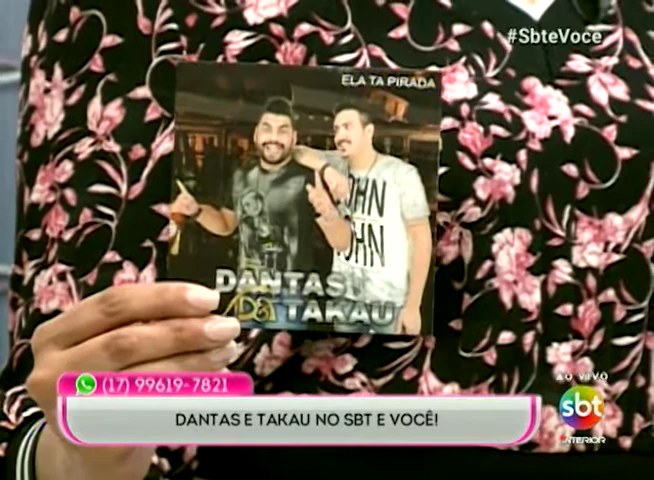 #SbteVoce
ELA TA PIRADA
JOHN
JOHN
DANTAS
D&T TAKAU
(17) 99619-7821
DANTAS E TAKAU NO SBT E VOCÊ!
AO VIVO
sbt
INTERIOR